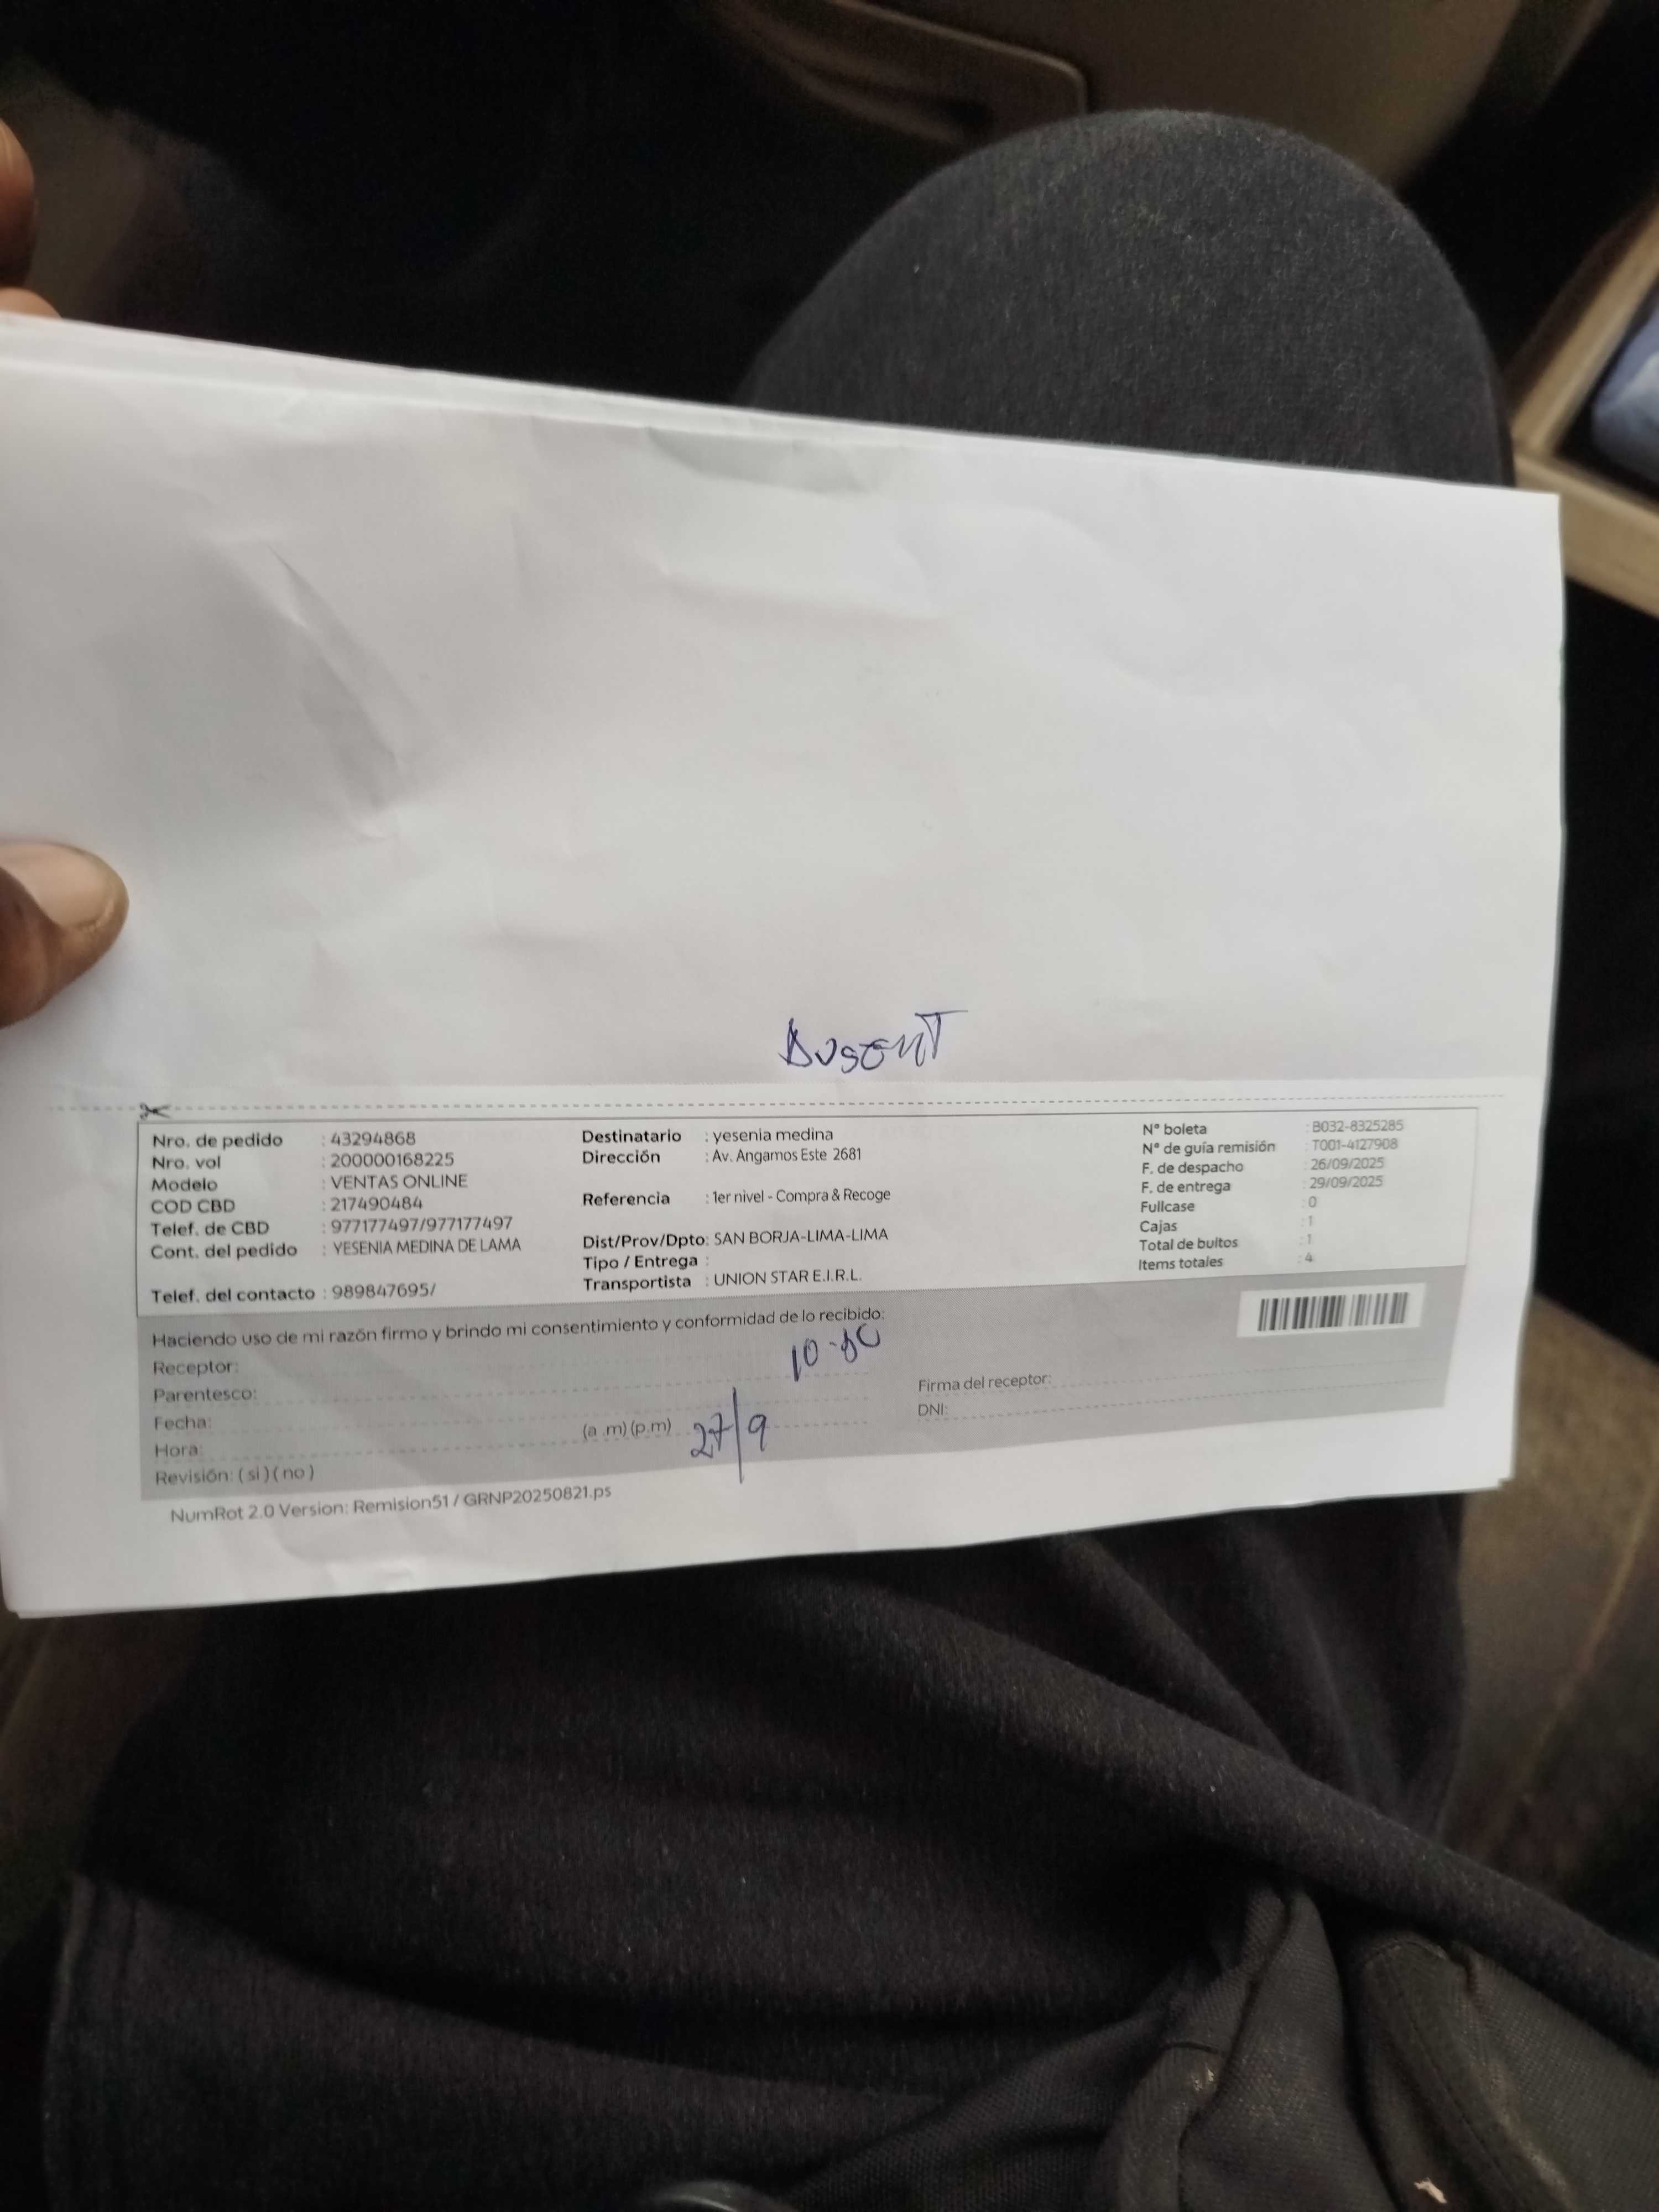 AUSENT
Nro. de pedido : 43294868
Nro. vol : 200000168225
Modelo : VENTAS ONLINE
COD CBD : 217490484
Telef. de CBD : 977177497/977177497
Cont. del pedido : YESENIA MEDINA DE LAMA
Telef. del contacto : 989847695/
Destinatario : yesenia medina
Dirección : Av. Angamos Este 2681
Referencia : 1er nivel - Compra & Recoge
Dist/Prov/Dpto: SAN BORJA-LIMA-LIMA
Tipo / Entrega :
Transportista : UNION STAR E.I.R.L.
N° boleta : B032-8325285
N° de guía remisión : T001-4127908
F. de despacho : 26/09/2025
F. de entrega : 29/09/2025
Fullcase : 0
Cajas : 1
Total de bultos : 1
Items totales : 4
Haciendo uso de mi razón firmo y brindo mi consentimiento y conformidad de lo recibido:
Receptor:
Parentesco:
Fecha:
Hora: (a .m) (p.m) 27/9
Revisión: ( si ) ( no )
Firma del receptor:
DNI:
NumRot 2.0 Version: Remision51 / GRNP20250821.ps